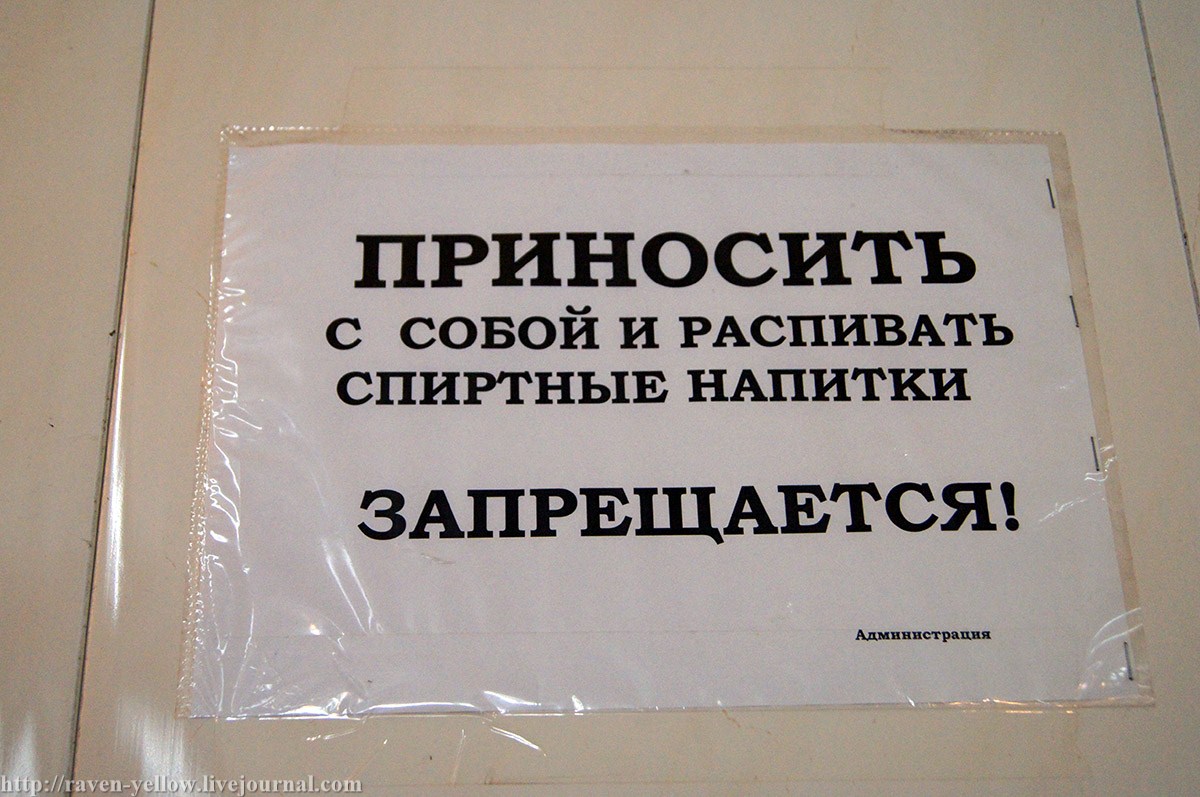 ПРИНОСИТЬ
С СОБОЙ И РАСПИВАТЬ
СПИРТНЫЕ НАПИТКИ
ЗАПРЕЩАЕТСЯ!
Администрация
http://raven-yellow.livejournal.com